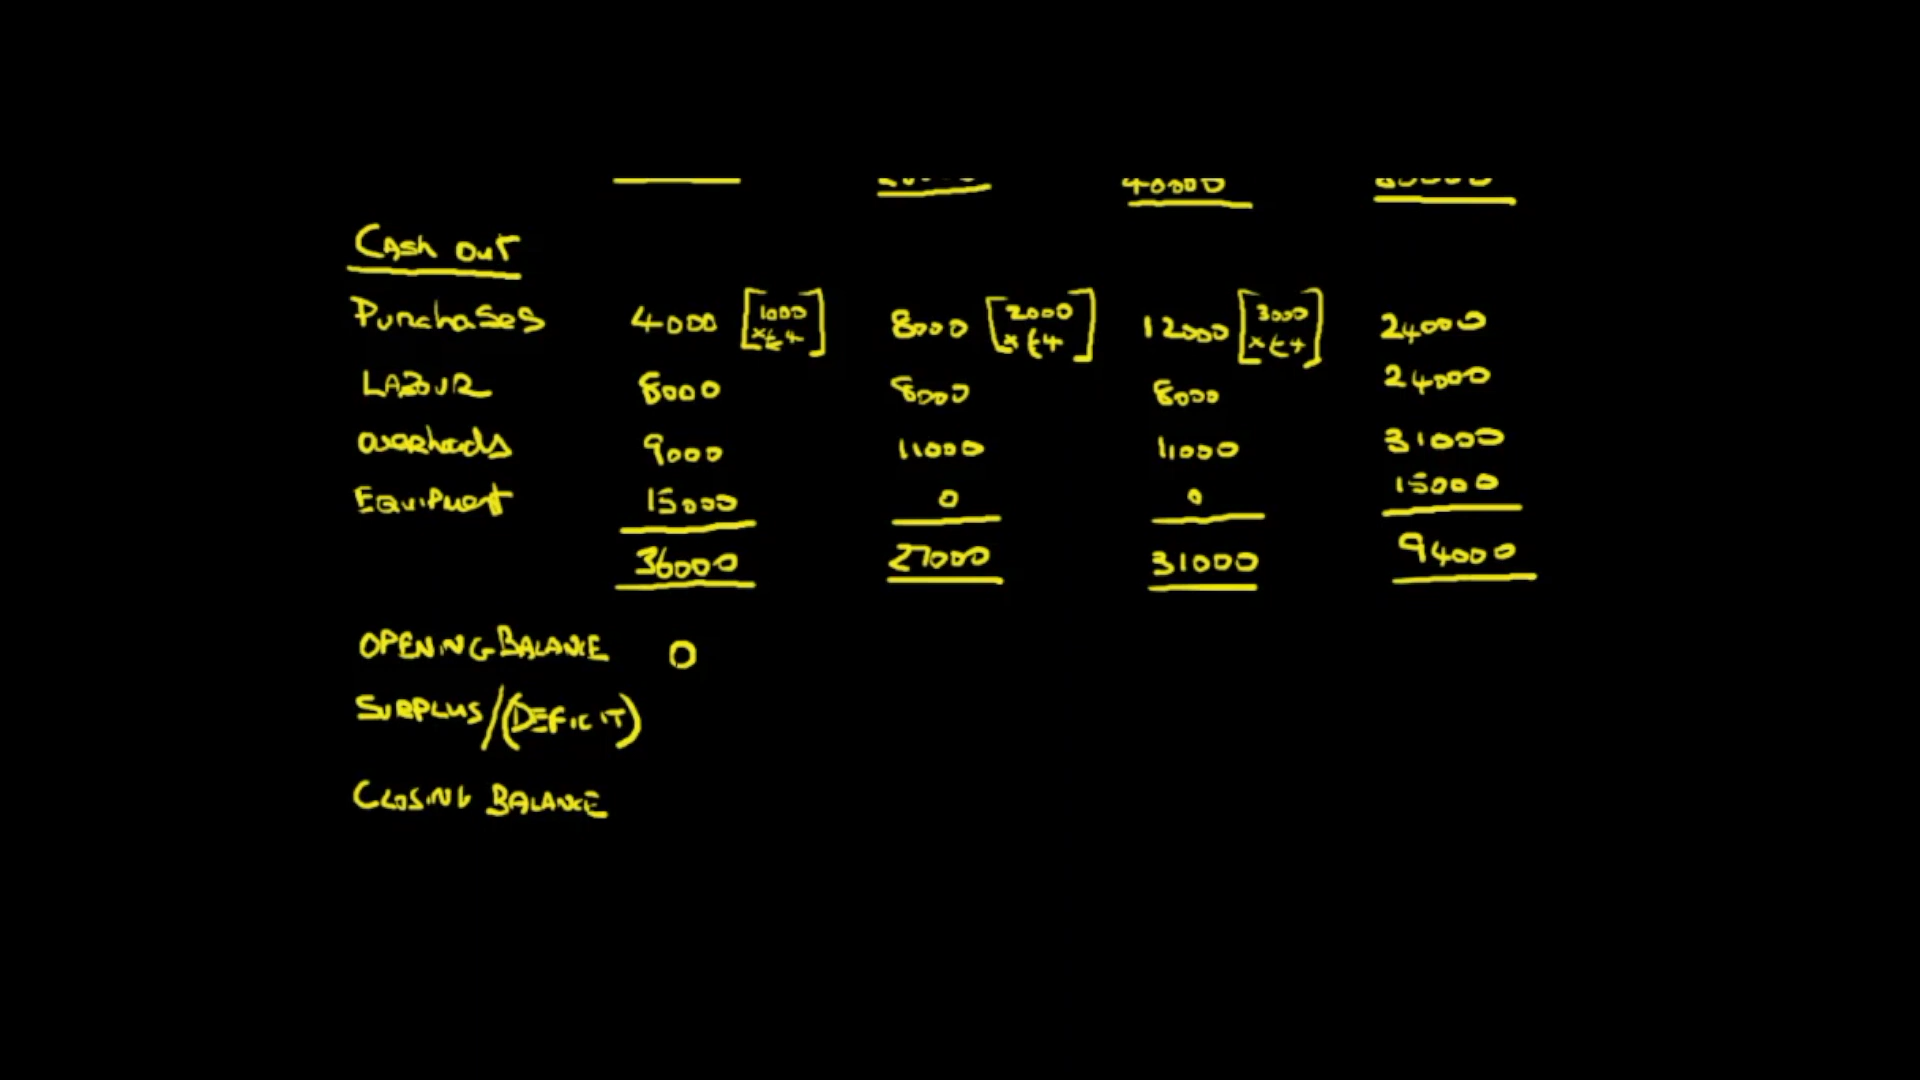 40000
Cash out
Purchases 4000 [1000 x £4] 8000 [2000 x £4] 12000 [3000 x £4] 24000
LABOUR 8000 8000 8000 24000
overheads 9000 11000 11000 31000
Equipment 15000 0 0 15000
36000 27000 31000 94000
OPENING BALANCE 0
SURPLUS/(DEFICIT)
CLOSING BALANCE